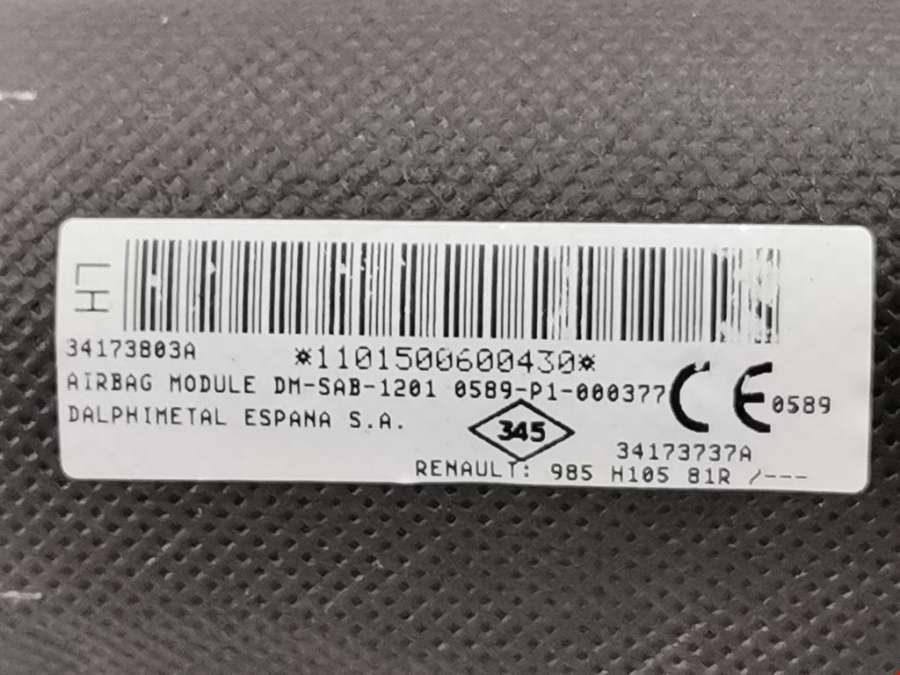 LH
34173803A
*1101500600430*
AIRBAG MODULE DM-SAB-1201 0589-P1-000377
CE 0589
DALPHIMETAL ESPANA S.A.
345
34173737A
RENAULT: 985 H105 81R /---